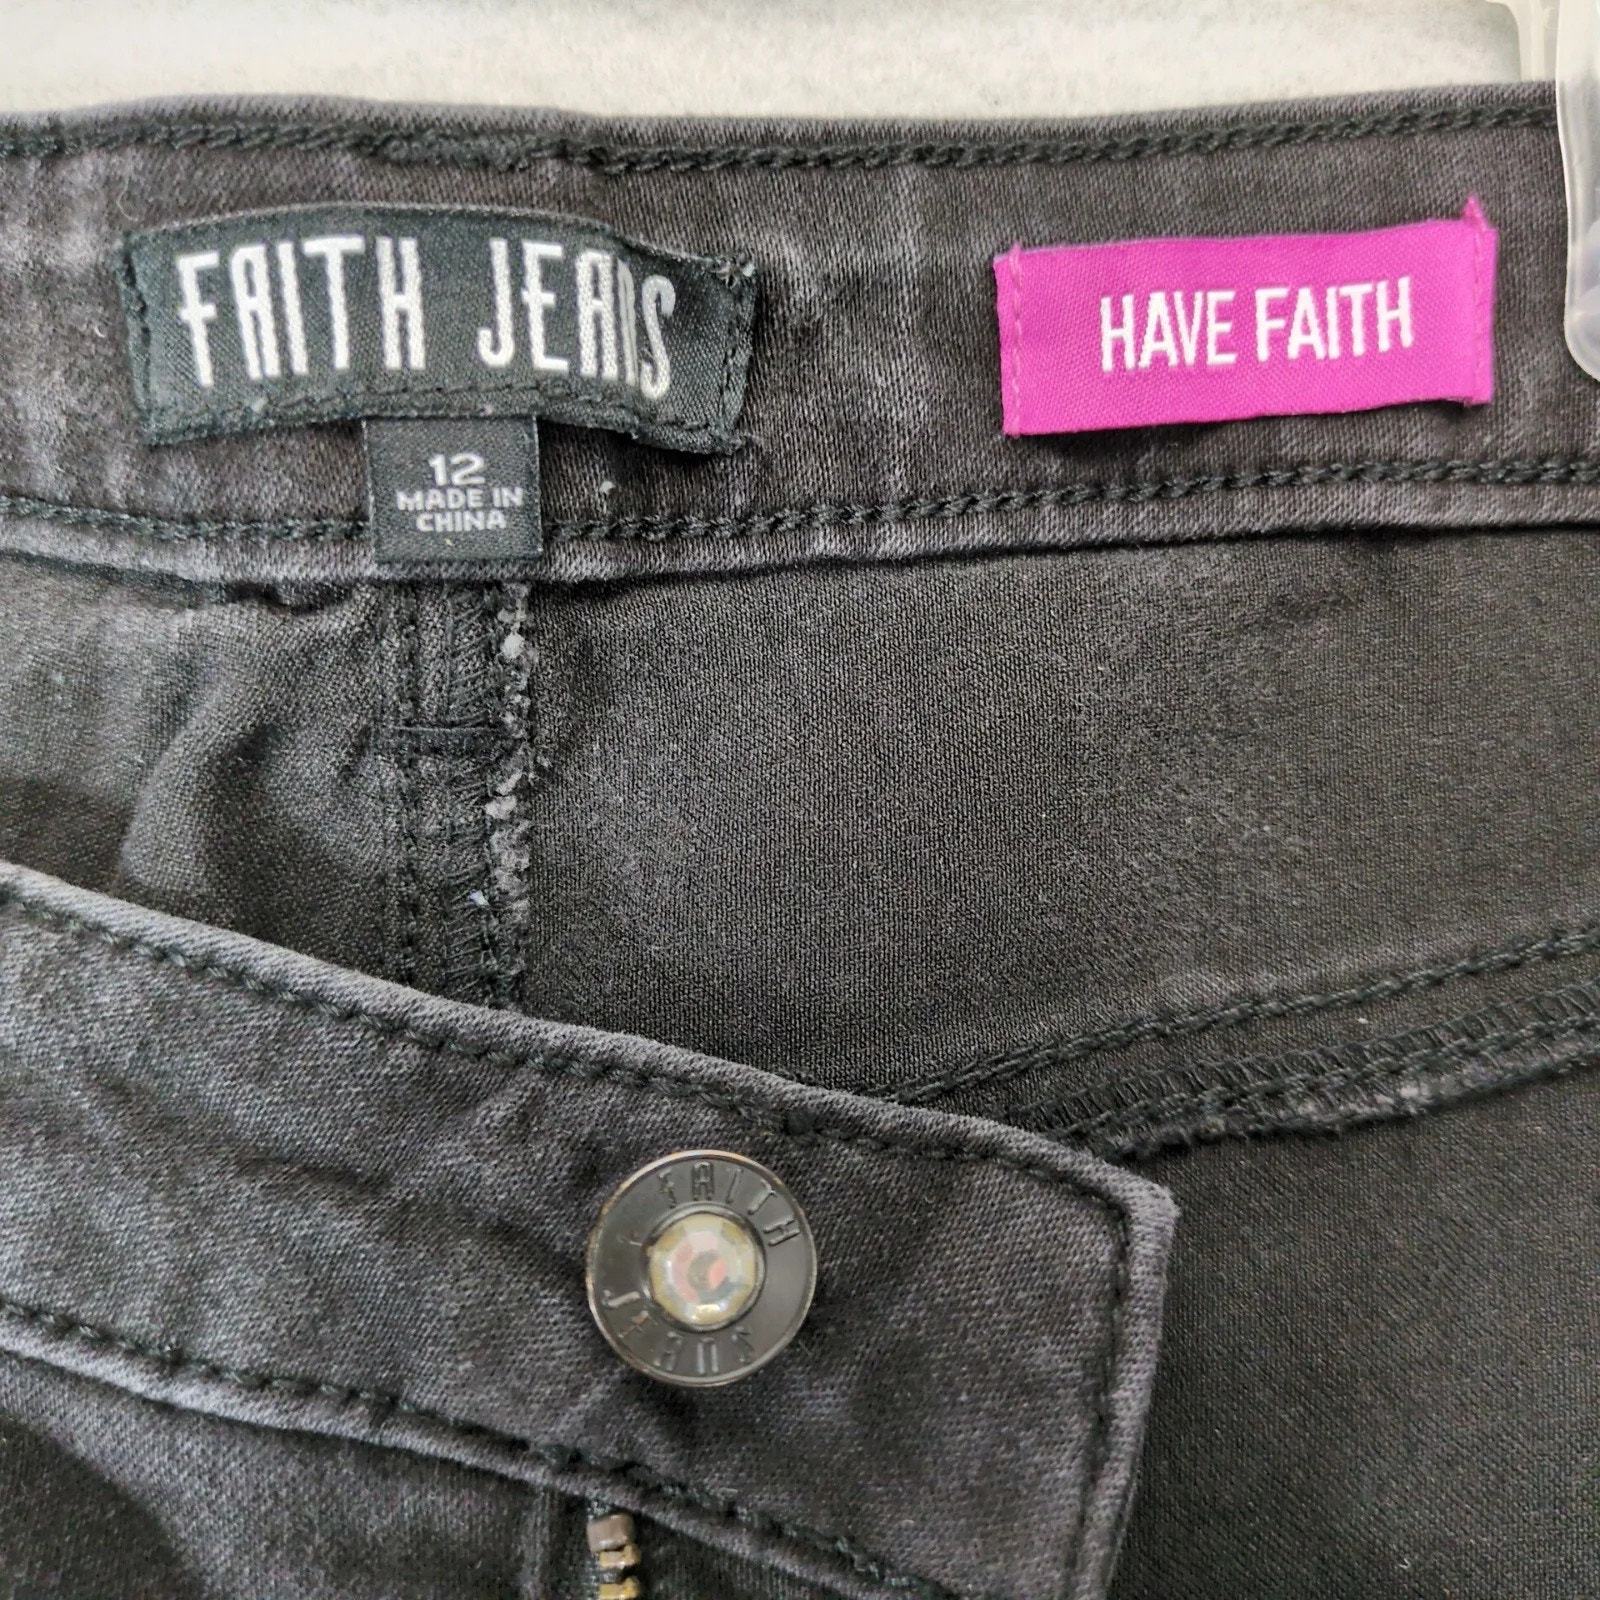 FAITH JEANS
HAVE FAITH
12
MADE IN
CHINA
FAITH
JEANS